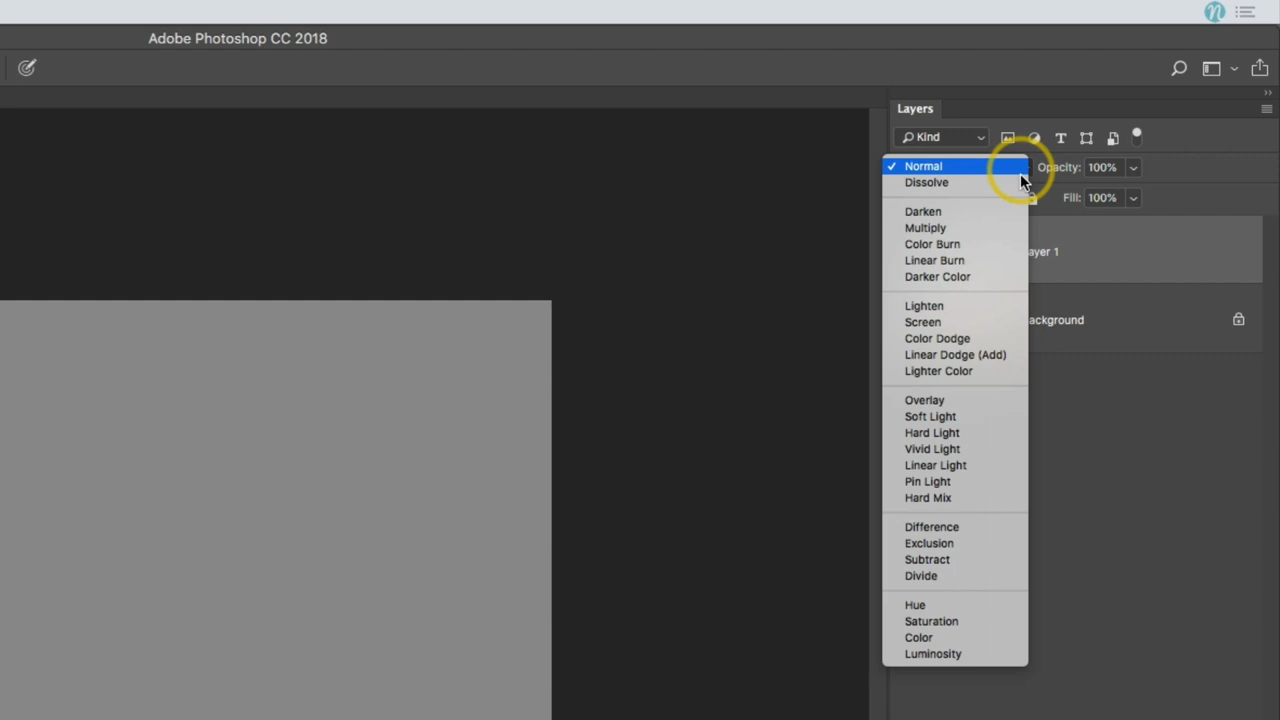 Adobe Photoshop CC 2018
Layers
Kind
Normal
Opacity: 100%
Dissolve
Fill: 100%
Darken
Multiply
Color Burn
ayer 1
Linear Burn
Darker Color
Lighten
Screen
ackground
Color Dodge
Linear Dodge (Add)
Lighter Color
Overlay
Soft Light
Hard Light
Vivid Light
Linear Light
Pin Light
Hard Mix
Difference
Exclusion
Subtract
Divide
Hue
Saturation
Color
Luminosity